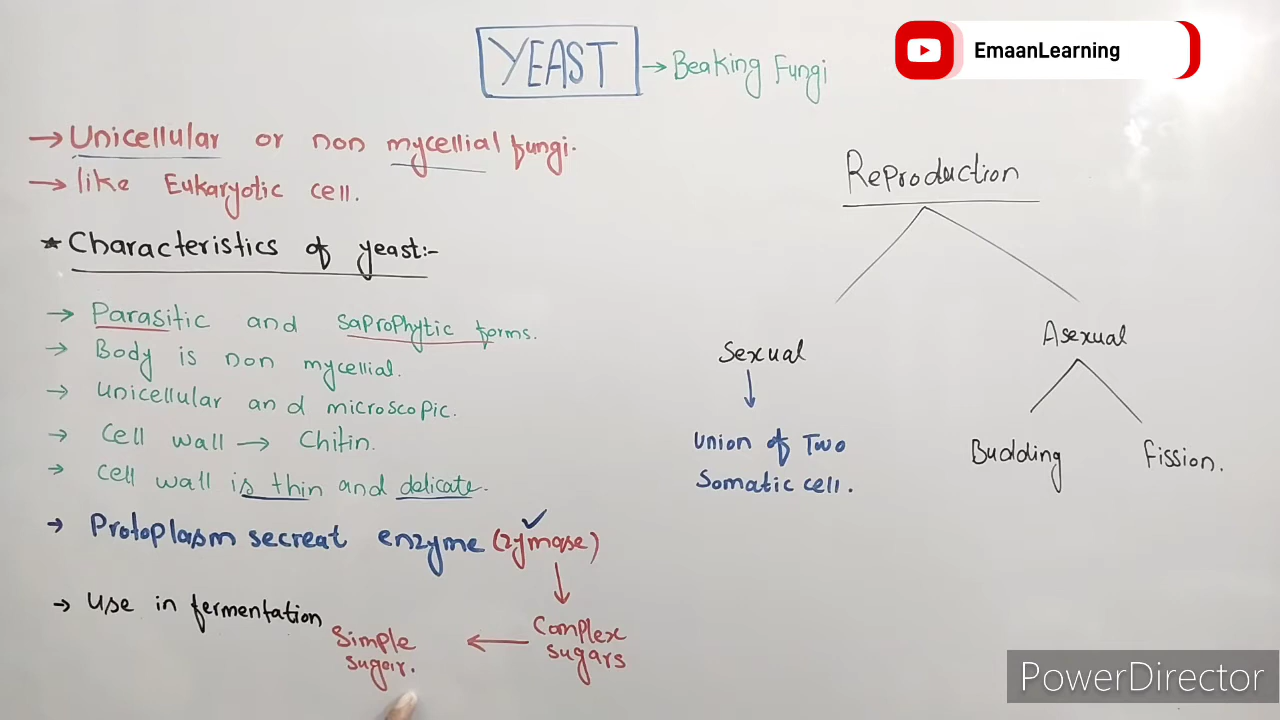 YEAST → Beaking Fungi
EmaanLearning
→ Unicellular or non mycellial fungi.
→ like Eukaryotic cell.
* Characteristics of yeast:-
→ Parasitic and saprophytic forms.
→ Body is non mycellial.
→ Unicellular and microscopic.
→ Cell wall → Chitin.
→ Cell wall is thin and delicate.
→ Protoplasm secreat enzyme (zymase)
→ Use in fermentation
Complex
sugars
Simple
sugar.
Reproduction
Sexual
Union of Two
Somatic cell.
Asexual
Budding
Fission.
PowerDirector